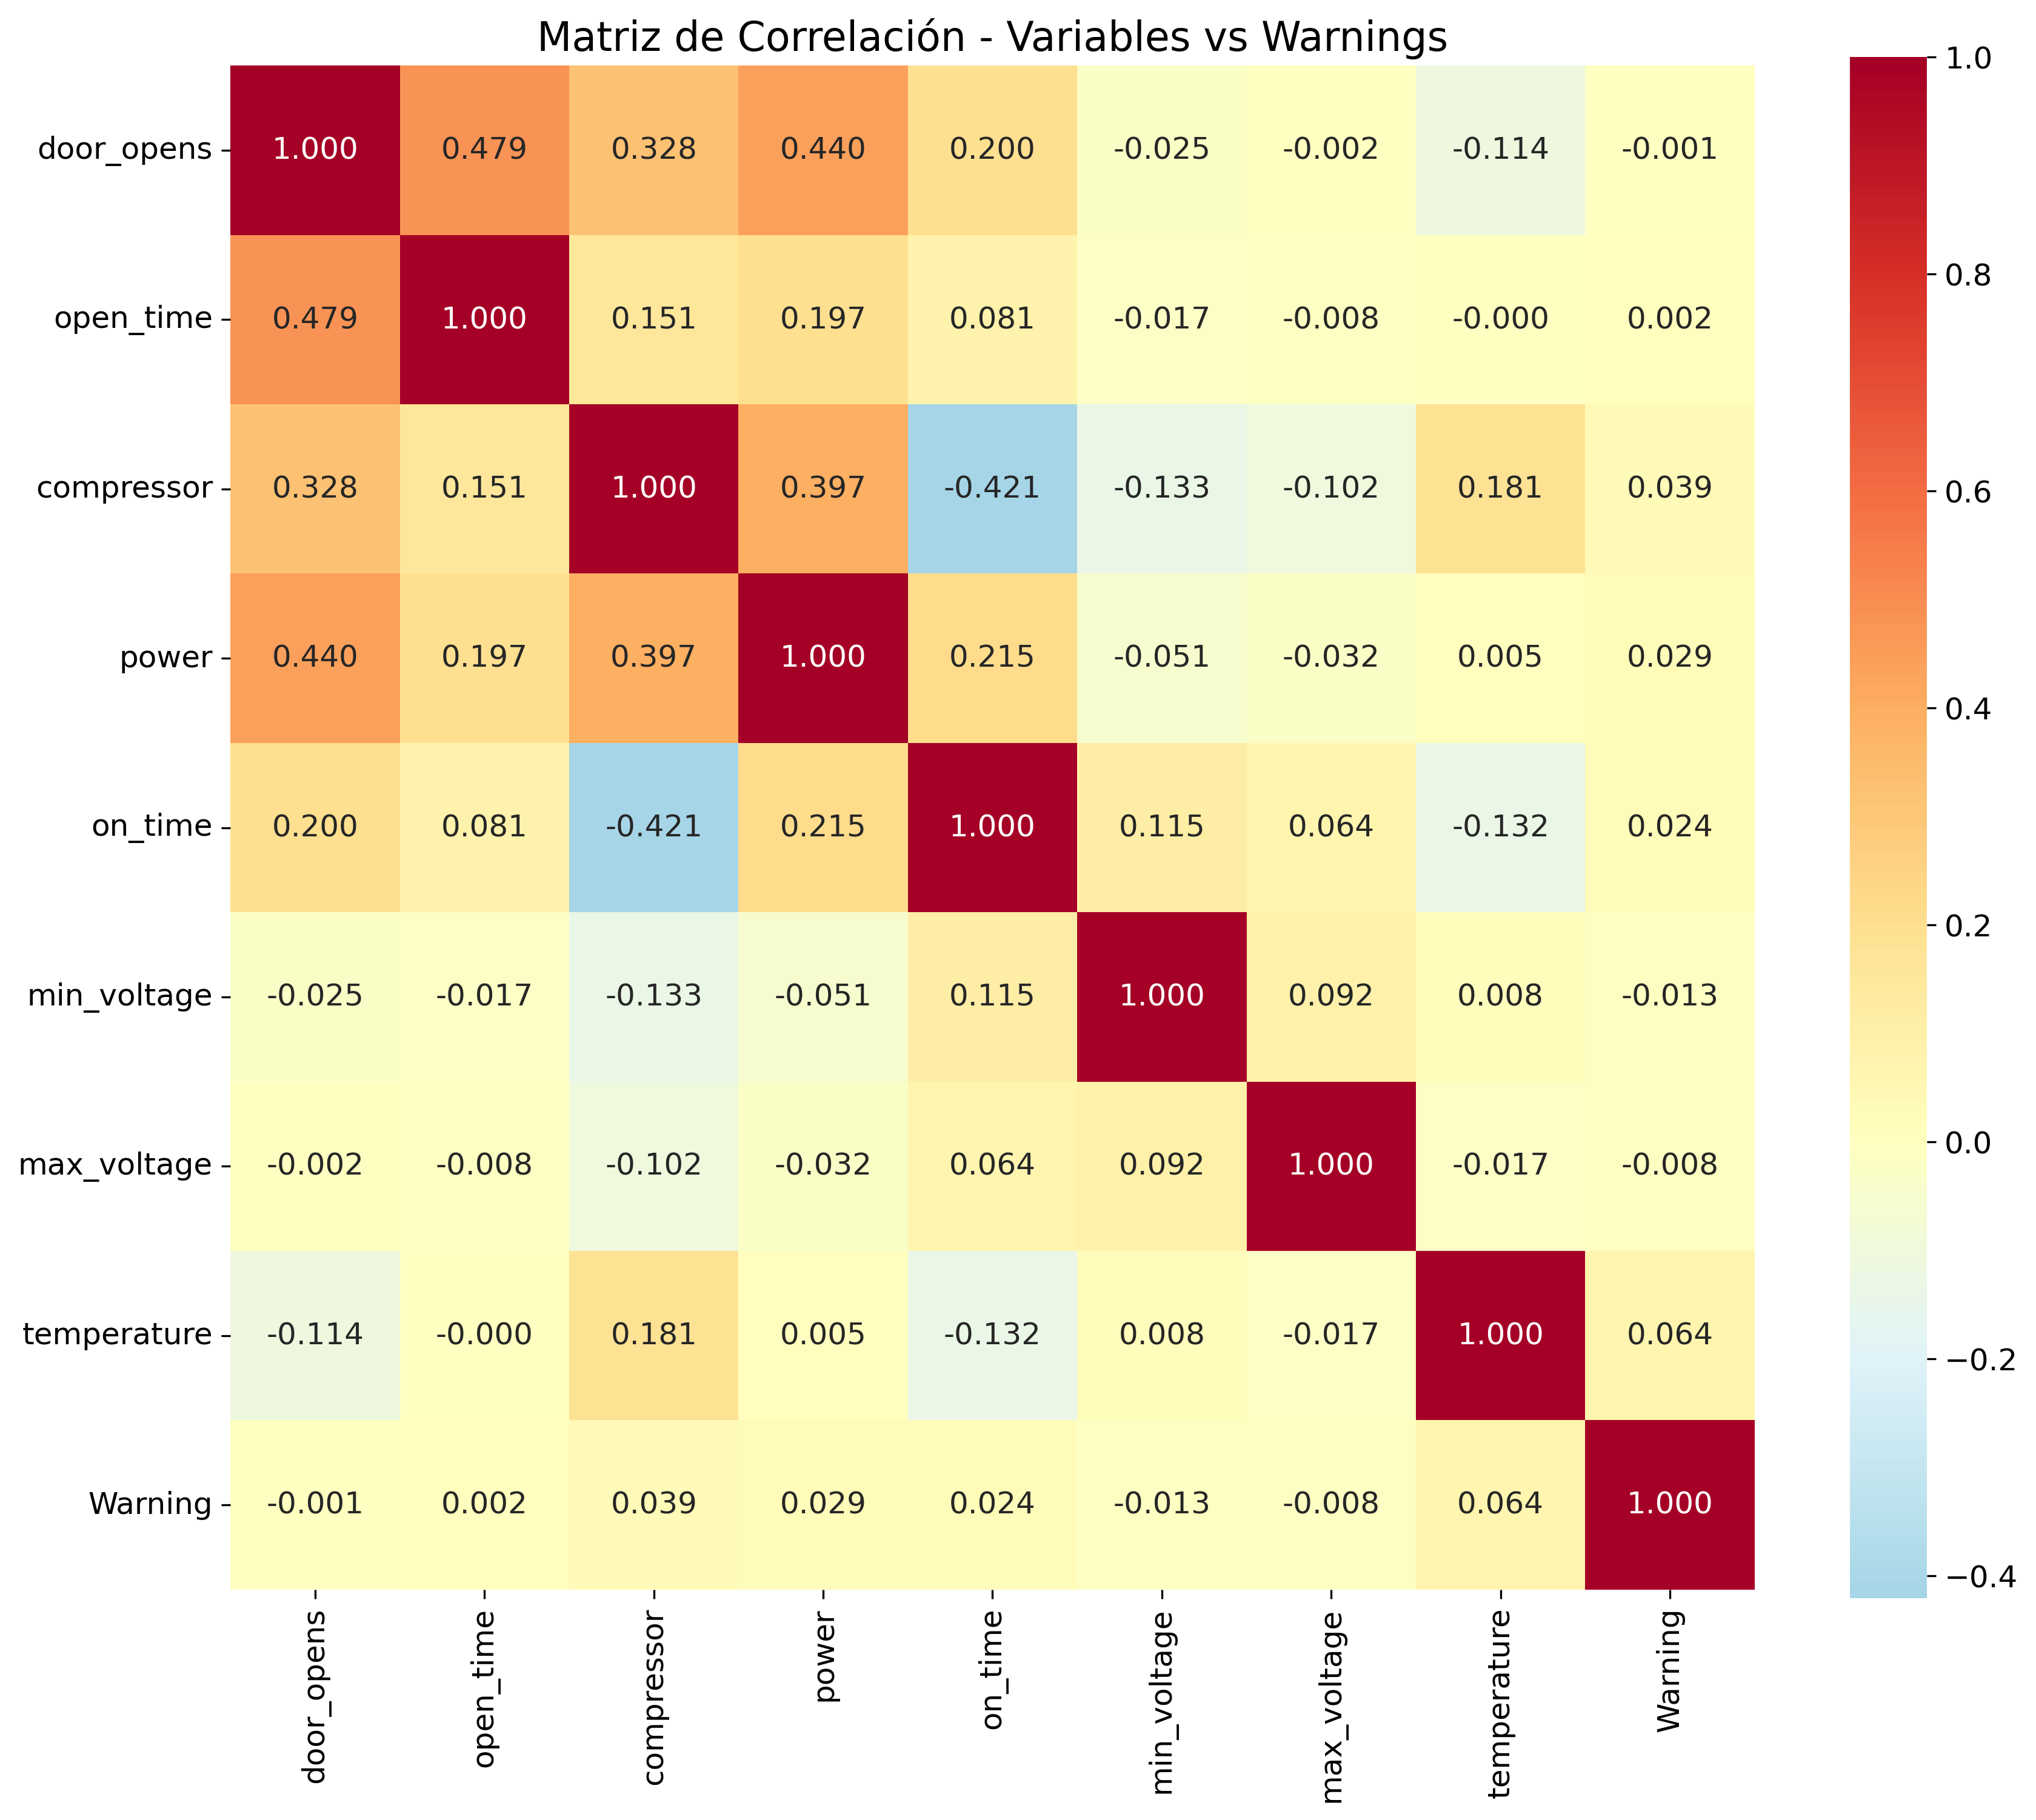 Matriz de Correlación - Variables vs Warnings
door_opens 1.000 0.479 0.328 0.440 0.200 -0.025 -0.002 -0.114 -0.001
open_time 0.479 1.000 0.151 0.197 0.081 -0.017 -0.008 -0.000 0.002
compressor 0.328 0.151 1.000 0.397 -0.421 -0.133 -0.102 0.181 0.039
power 0.440 0.197 0.397 1.000 0.215 -0.051 -0.032 0.005 0.029
on_time 0.200 0.081 -0.421 0.215 1.000 0.115 0.064 -0.132 0.024
min_voltage -0.025 -0.017 -0.133 -0.051 0.115 1.000 0.092 0.008 -0.013
max_voltage -0.002 -0.008 -0.102 -0.032 0.064 0.092 1.000 -0.017 -0.008
temperature -0.114 -0.000 0.181 0.005 -0.132 0.008 -0.017 1.000 0.064
Warning -0.001 0.002 0.039 0.029 0.024 -0.013 -0.008 0.064 1.000
door_opens
open_time
compressor
power
on_time
min_voltage
max_voltage
temperature
Warning
1.0
0.8
0.6
0.4
0.2
0.0
−0.2
−0.4